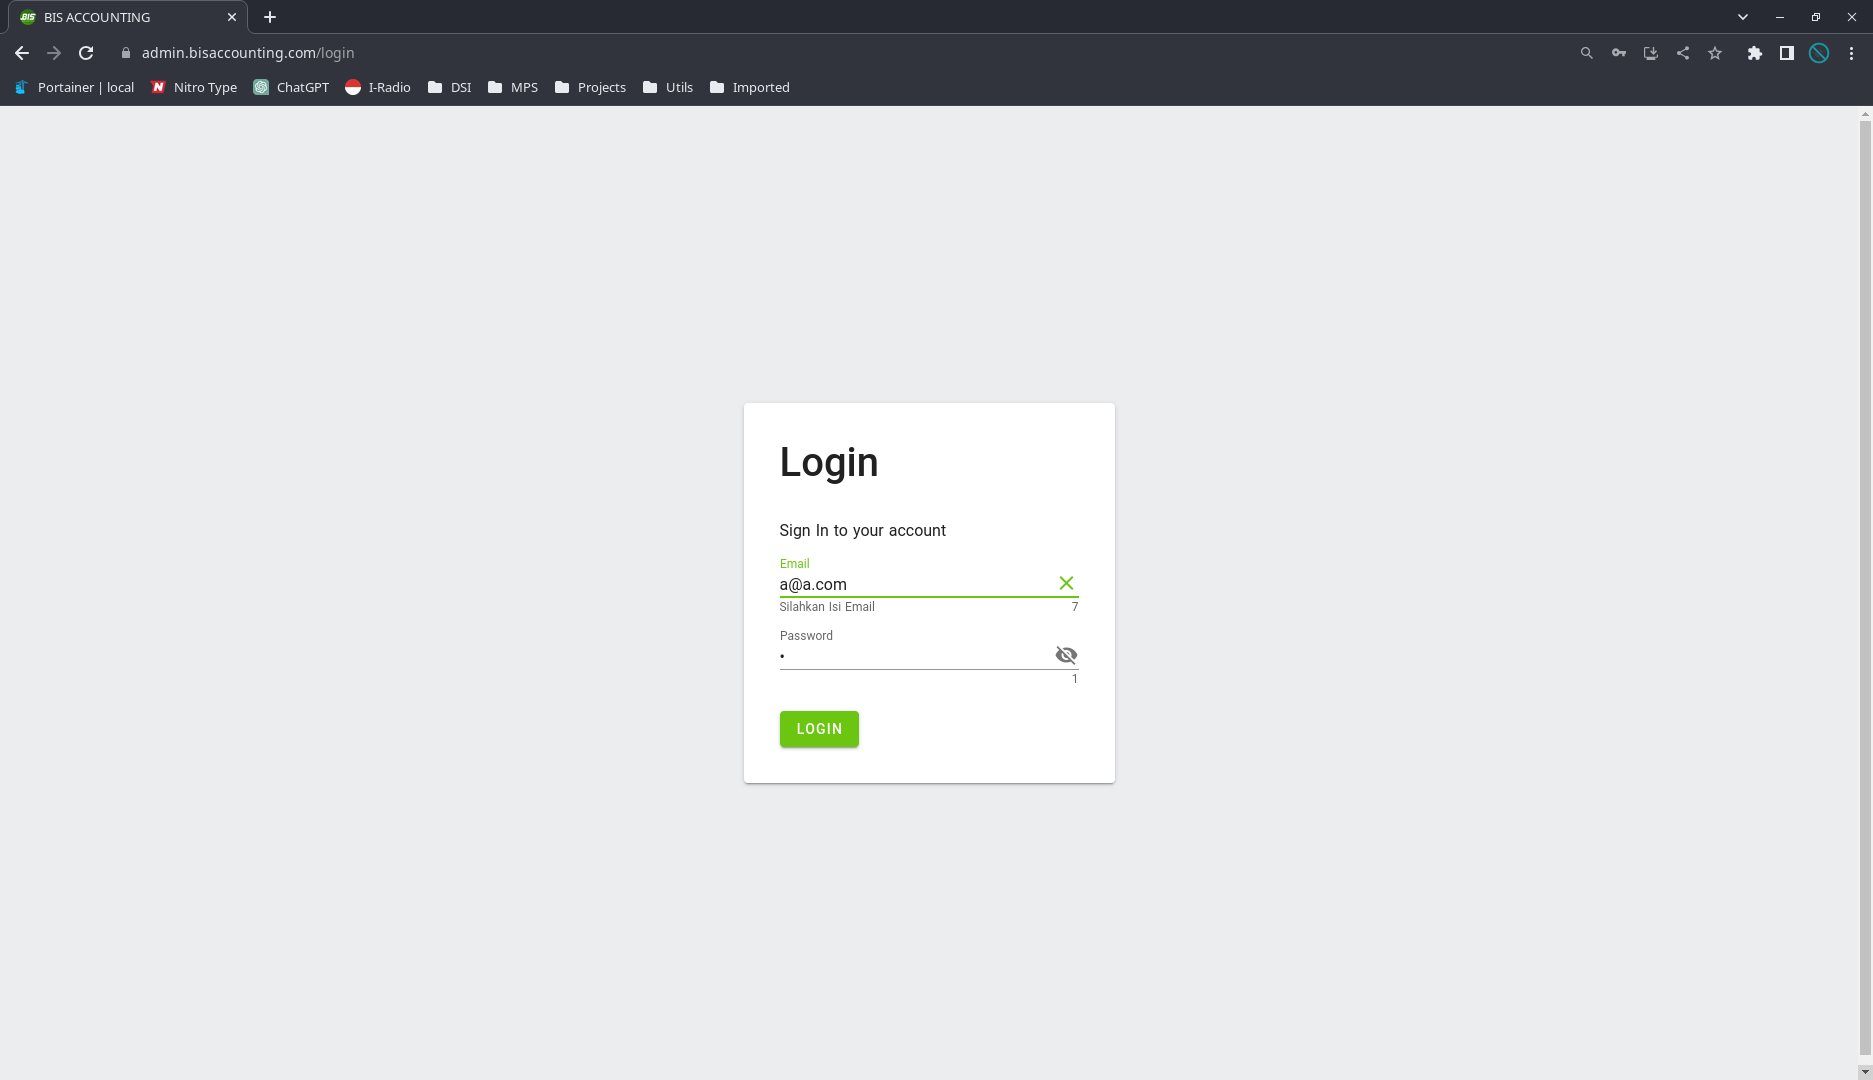 BIS BIS ACCOUNTING
admin.bisaccounting.com/login
Portainer | local N Nitro Type ChatGPT I-Radio DSI MPS Projects Utils Imported
Login
Sign In to your account
Email
a@a.com
Silahkan Isi Email 7
Password
•
1
LOGIN